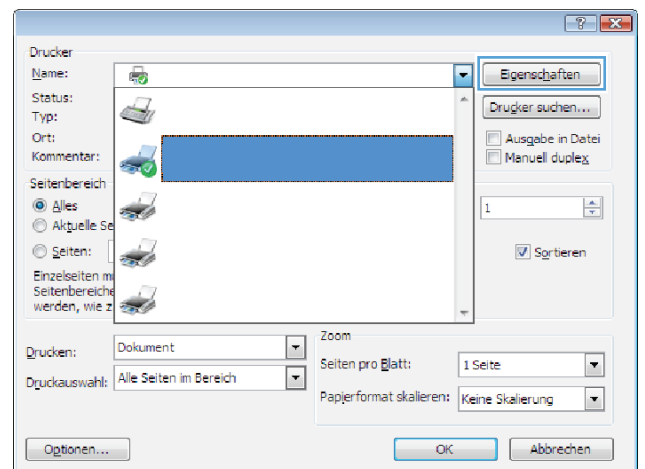 Drucker
Name:
Eigenschaften
Status:
Typ:
Drucker suchen...
Ort:
Ausgabe in Datei
Kommentar:
Manuell duplex
Seitenbereich
Alles
1
Aktuelle Se
Seiten:
Sortieren
Einzelseiten m
Seitenbereiche
werden, wie z
Zoom
Drucken:
Dokument
Seiten pro Blatt:
1 Seite
Druckauswahl:
Alle Seiten im Bereich
Papierformat skalieren:
Keine Skalierung
Optionen...
OK
Abbrechen